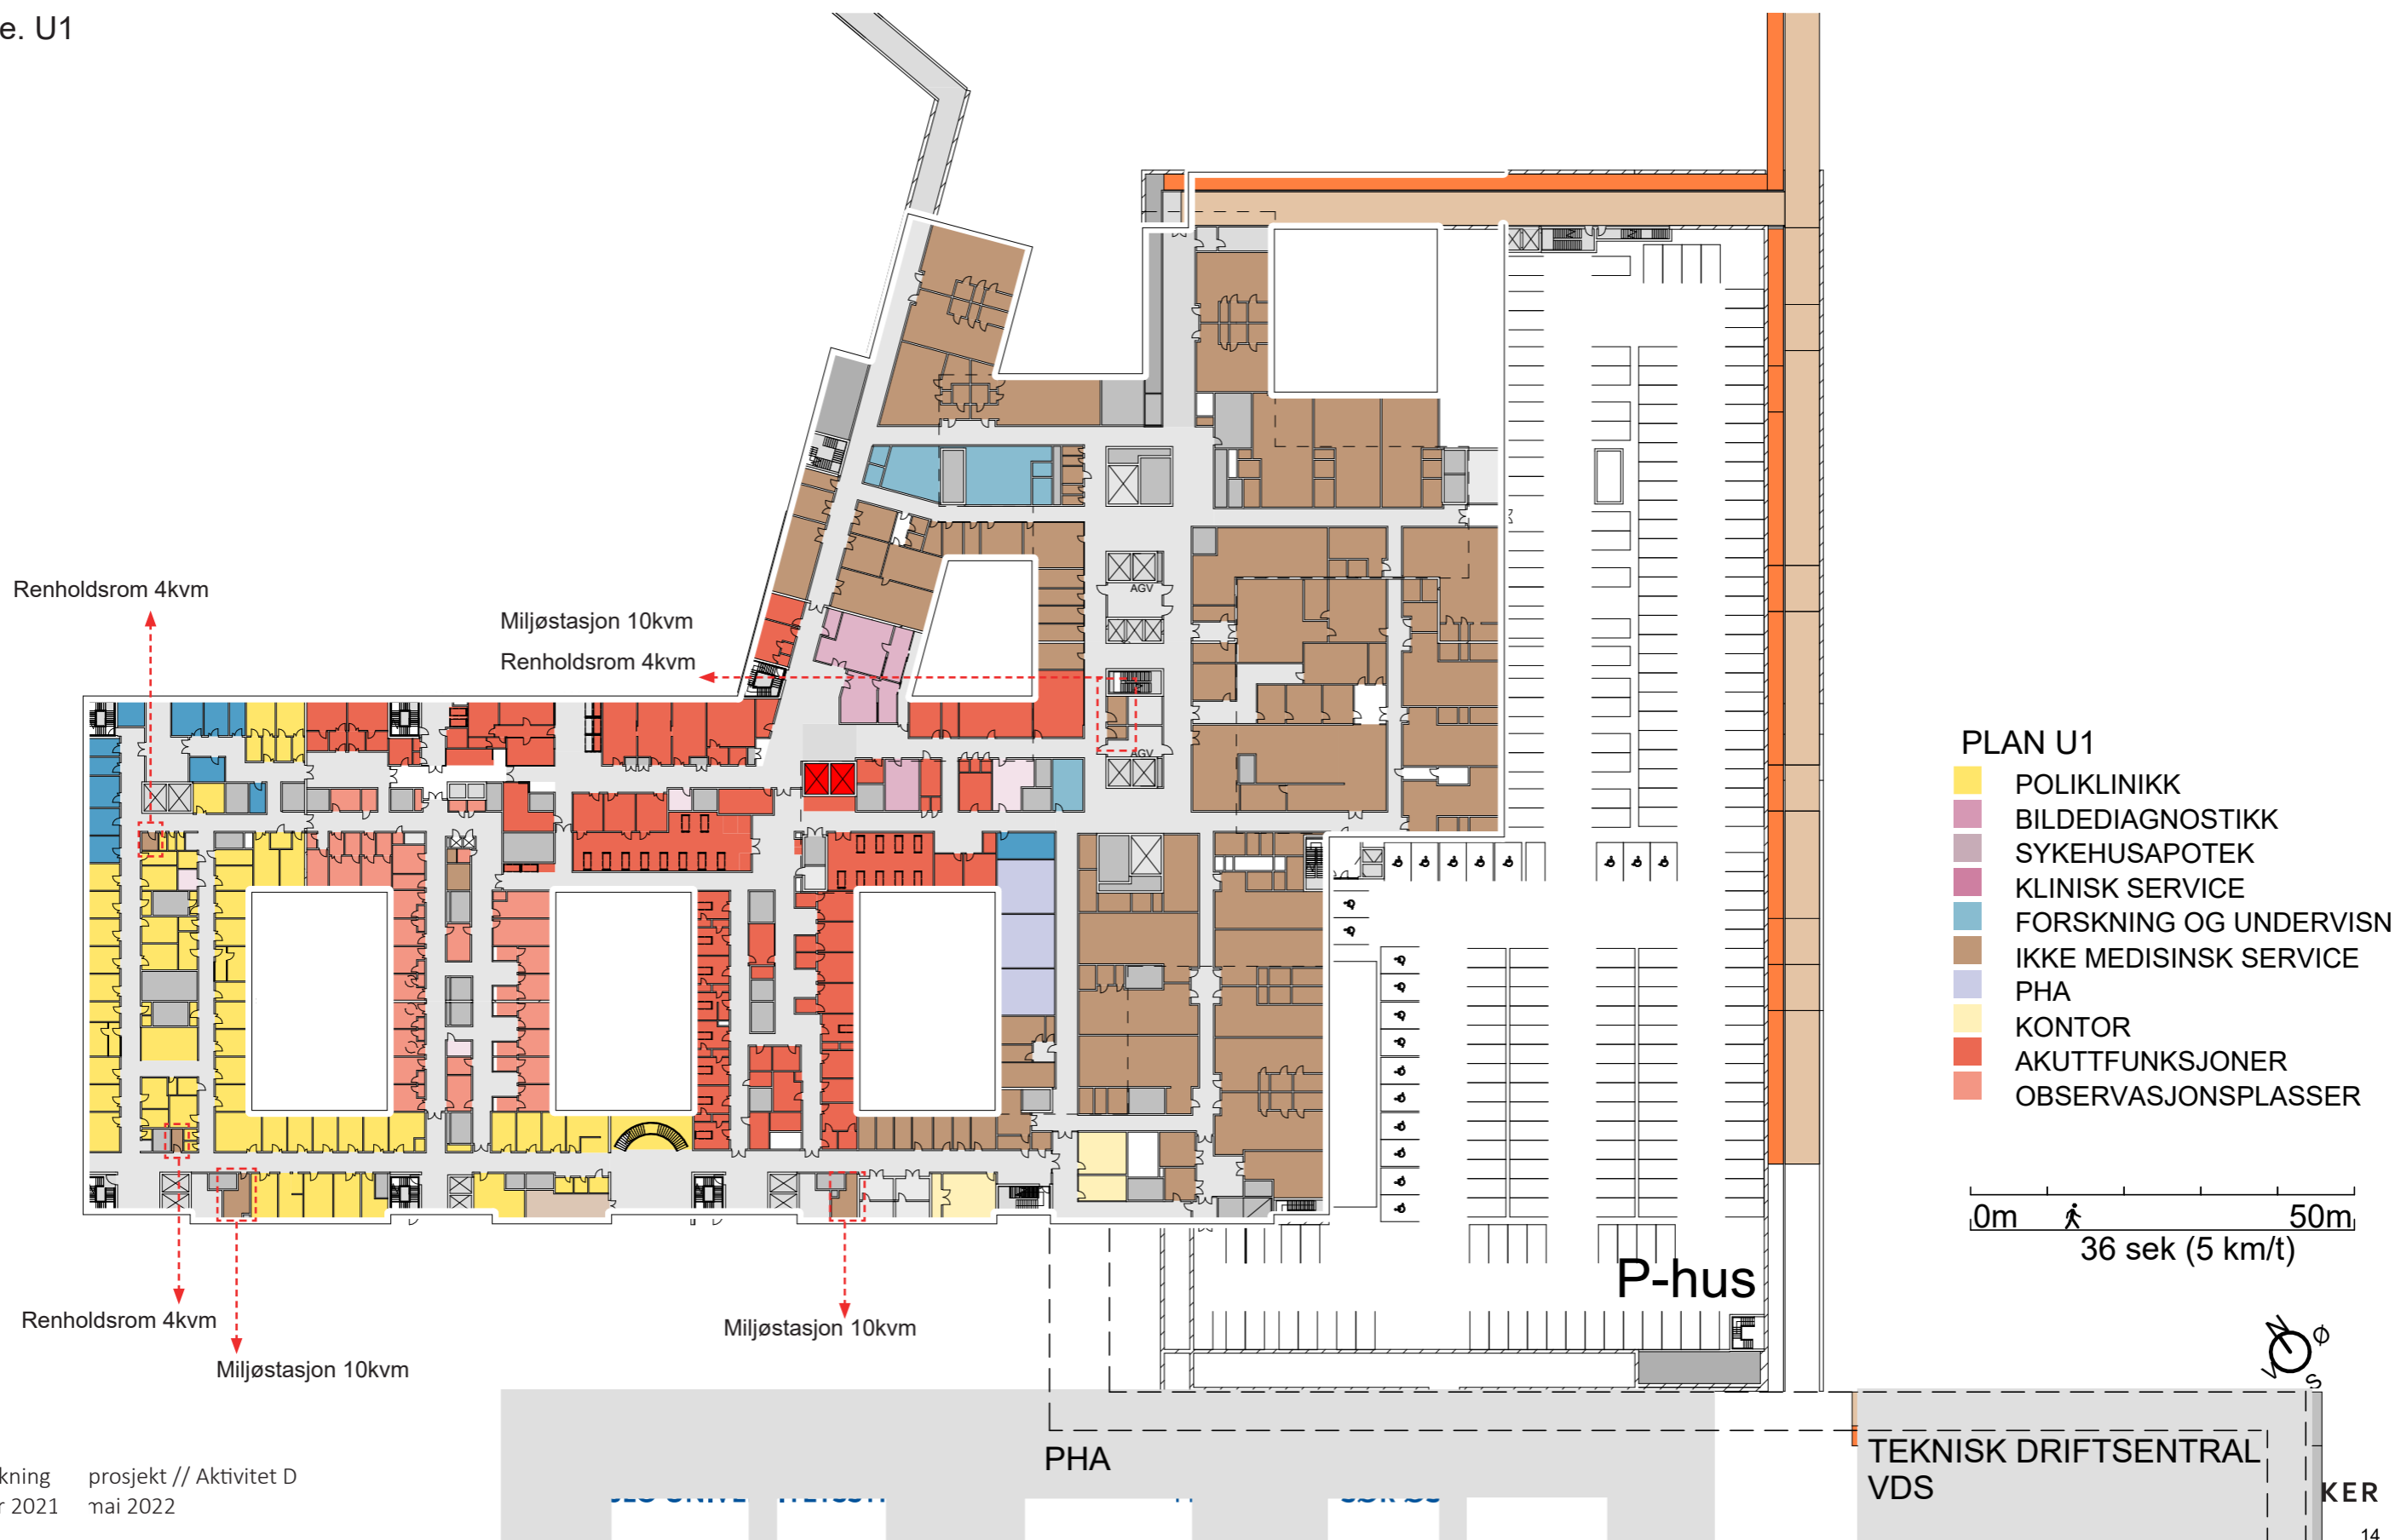 e. U1
Renholdsrom 4kvm
Miljøstasjon 10kvm
Renholdsrom 4kvm
AGV
AGV
PLAN U1
POLIKLINIKK
BILDEDIAGNOSTIKK
SYKEHUSAPOTEK
KLINISK SERVICE
FORSKNING OG UNDERVISN
IKKE MEDISINSK SERVICE
PHA
KONTOR
AKUTTFUNKSJONER
OBSERVASJONSPLASSER
0m 50m
36 sek (5 km/t)
P-hus
Renholdsrom 4kvm
Miljøstasjon 10kvm
Miljøstasjon 10kvm
N
Ø
V
S
PHA
TEKNISK DRIFTSENTRAL
VDS
kning prosjekt // Aktivitet D
r 2021 mai 2022
KER
14